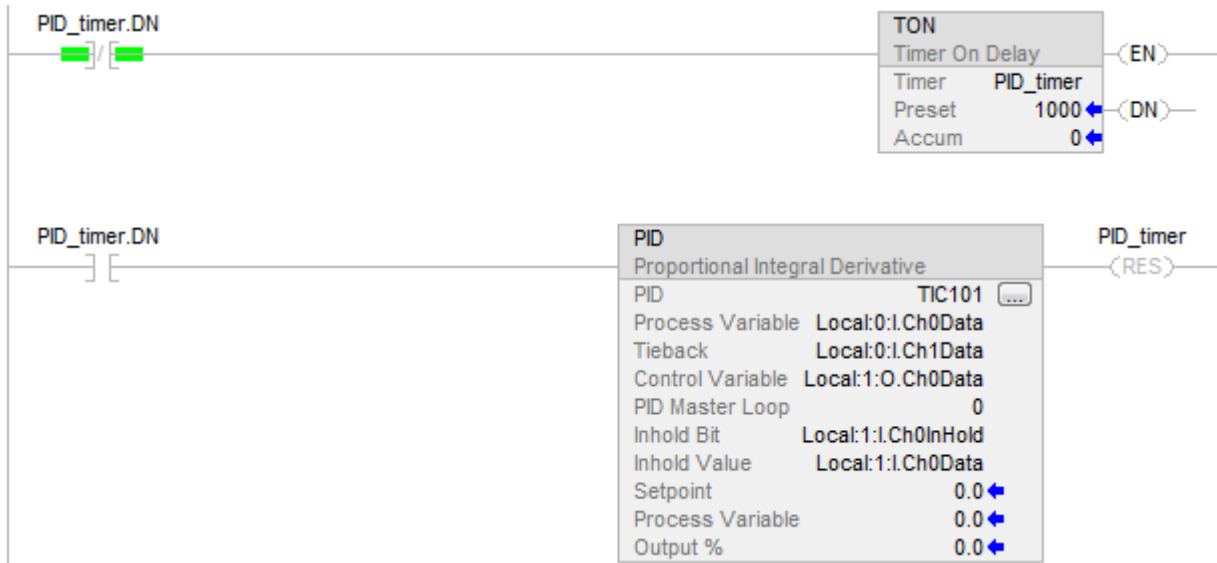 PID_timer.DN
TON
Timer On Delay
EN
Timer PID_timer
Preset 1000
DN
Accum 0
PID_timer.DN
PID
PID_timer
Proportional Integral Derivative
RES
PID TIC101 ...
Process Variable Local:0:I.Ch0Data
Tieback Local:0:I.Ch1Data
Control Variable Local:1:O.Ch0Data
PID Master Loop 0
Inhold Bit Local:1:I.Ch0InHold
Inhold Value Local:1:I.Ch0Data
Setpoint 0.0
Process Variable 0.0
Output % 0.0